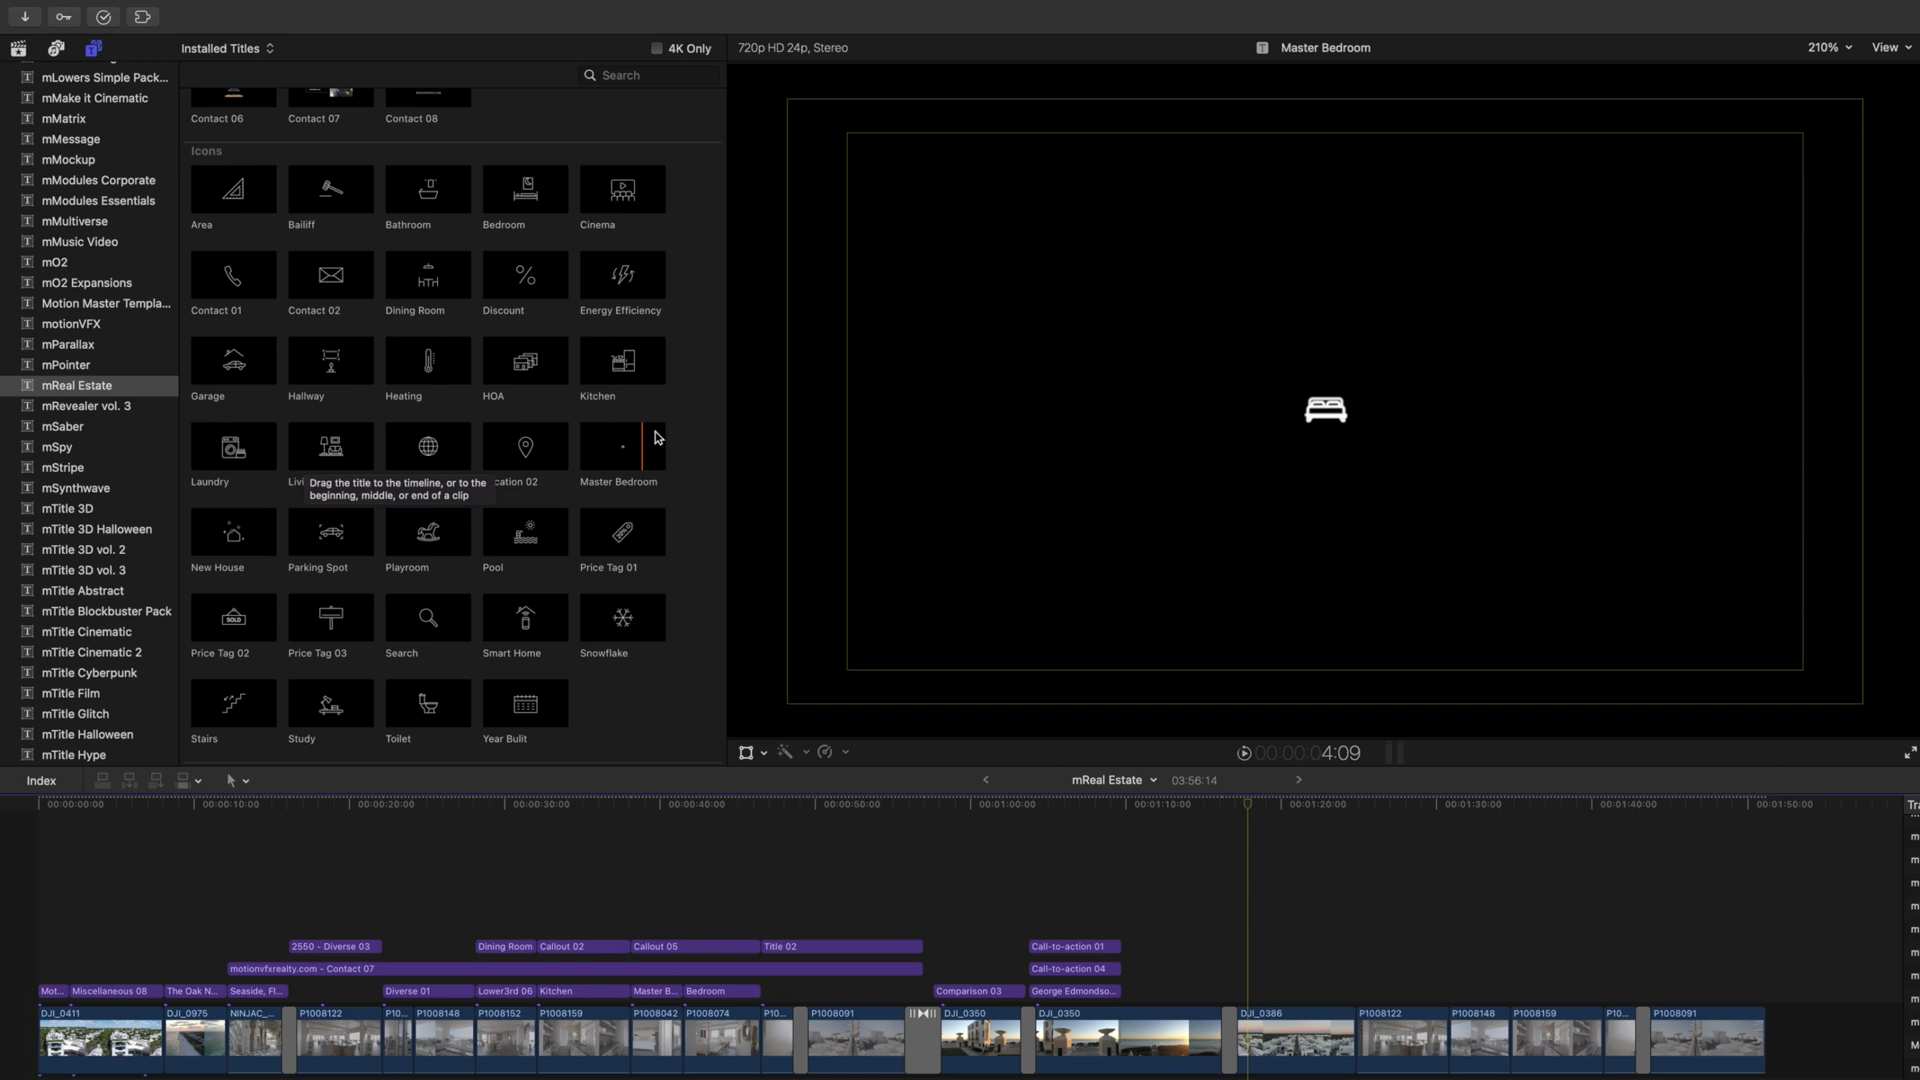 Installed Titles
4K Only
720p HD 24p, Stereo
Master Bedroom
210%
View
Search
mLowers Simple Pack...
mMake it Cinematic
mMatrix
mMessage
mMockup
mModules Corporate
mModules Essentials
mMultiverse
mMusic Video
mO2
mO2 Expansions
Motion Master Templa...
motionVFX
mParallax
mPointer
mReal Estate
mRevealer vol. 3
mSaber
mSpy
mStripe
mSynthwave
mTitle 3D
mTitle 3D Halloween
mTitle 3D vol. 2
mTitle 3D vol. 3
mTitle Abstract
mTitle Blockbuster Pack
mTitle Cinematic
mTitle Cinematic 2
mTitle Cyberpunk
mTitle Film
mTitle Glitch
mTitle Halloween
mTitle Hype
Contact 06
Contact 07
Contact 08
Icons
Area
Bailiff
Bathroom
Bedroom
Cinema
Contact 01
Contact 02
Dining Room
Discount
Energy Efficiency
Garage
Hallway
Heating
HOA
Kitchen
Laundry
Livi
cation 02
Master Bedroom
Drag the title to the timeline, or to the
beginning, middle, or end of a clip
New House
Parking Spot
Playroom
Pool
Price Tag 01
SOLD
Price Tag 02
Price Tag 03
Search
Smart Home
Snowflake
Stairs
Study
Toilet
Year Bulit
00:00:04:09
Index
mReal Estate
03:56:14
00:00:00:00
00:00:10:00
00:00:20:00
00:00:30:00
00:00:40:00
00:00:50:00
00:01:00:00
00:01:10:00
00:01:20:00
00:01:30:00
00:01:40:00
00:01:50:00
2550 - Diverse 03
Dining Room
Callout 02
Callout 05
Title 02
Call-to-action 01
motionvfxrealty.com - Contact 07
Call-to-action 04
Mot...
Miscellaneous 08
The Oak N...
Seaside, Fl...
Diverse 01
Lower3rd 06
Kitchen
Master B...
Bedroom
Comparison 03
George Edmondso...
DJI_0411
DJI_0975
NINJAC_...
P1008122
P10...
P1008148
P1008152
P1008159
P1008042
P1008074
P10...
P1008091
DJI_0350
DJI_0350
DJI_0386
P1008122
P1008148
P1008159
P10...
P1008091